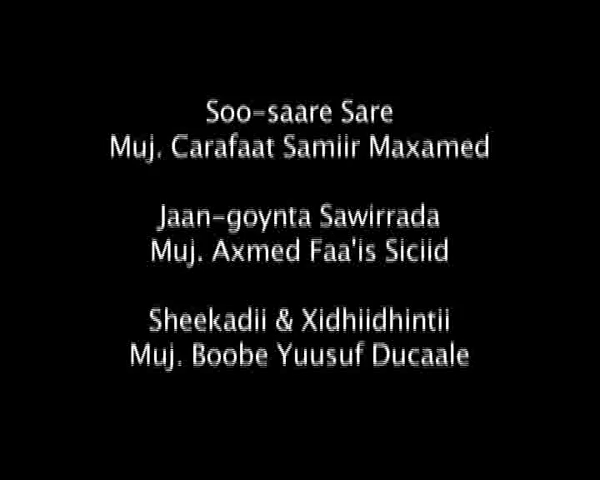 Soo-saare Sare
Muj. Carafaat Samiir Maxamed
Jaan-goynta Sawirrada
Muj. Axmed Faa'is Siciid
Sheekadii & Xidhiidhintii
Muj. Boobe Yuusuf Ducaale